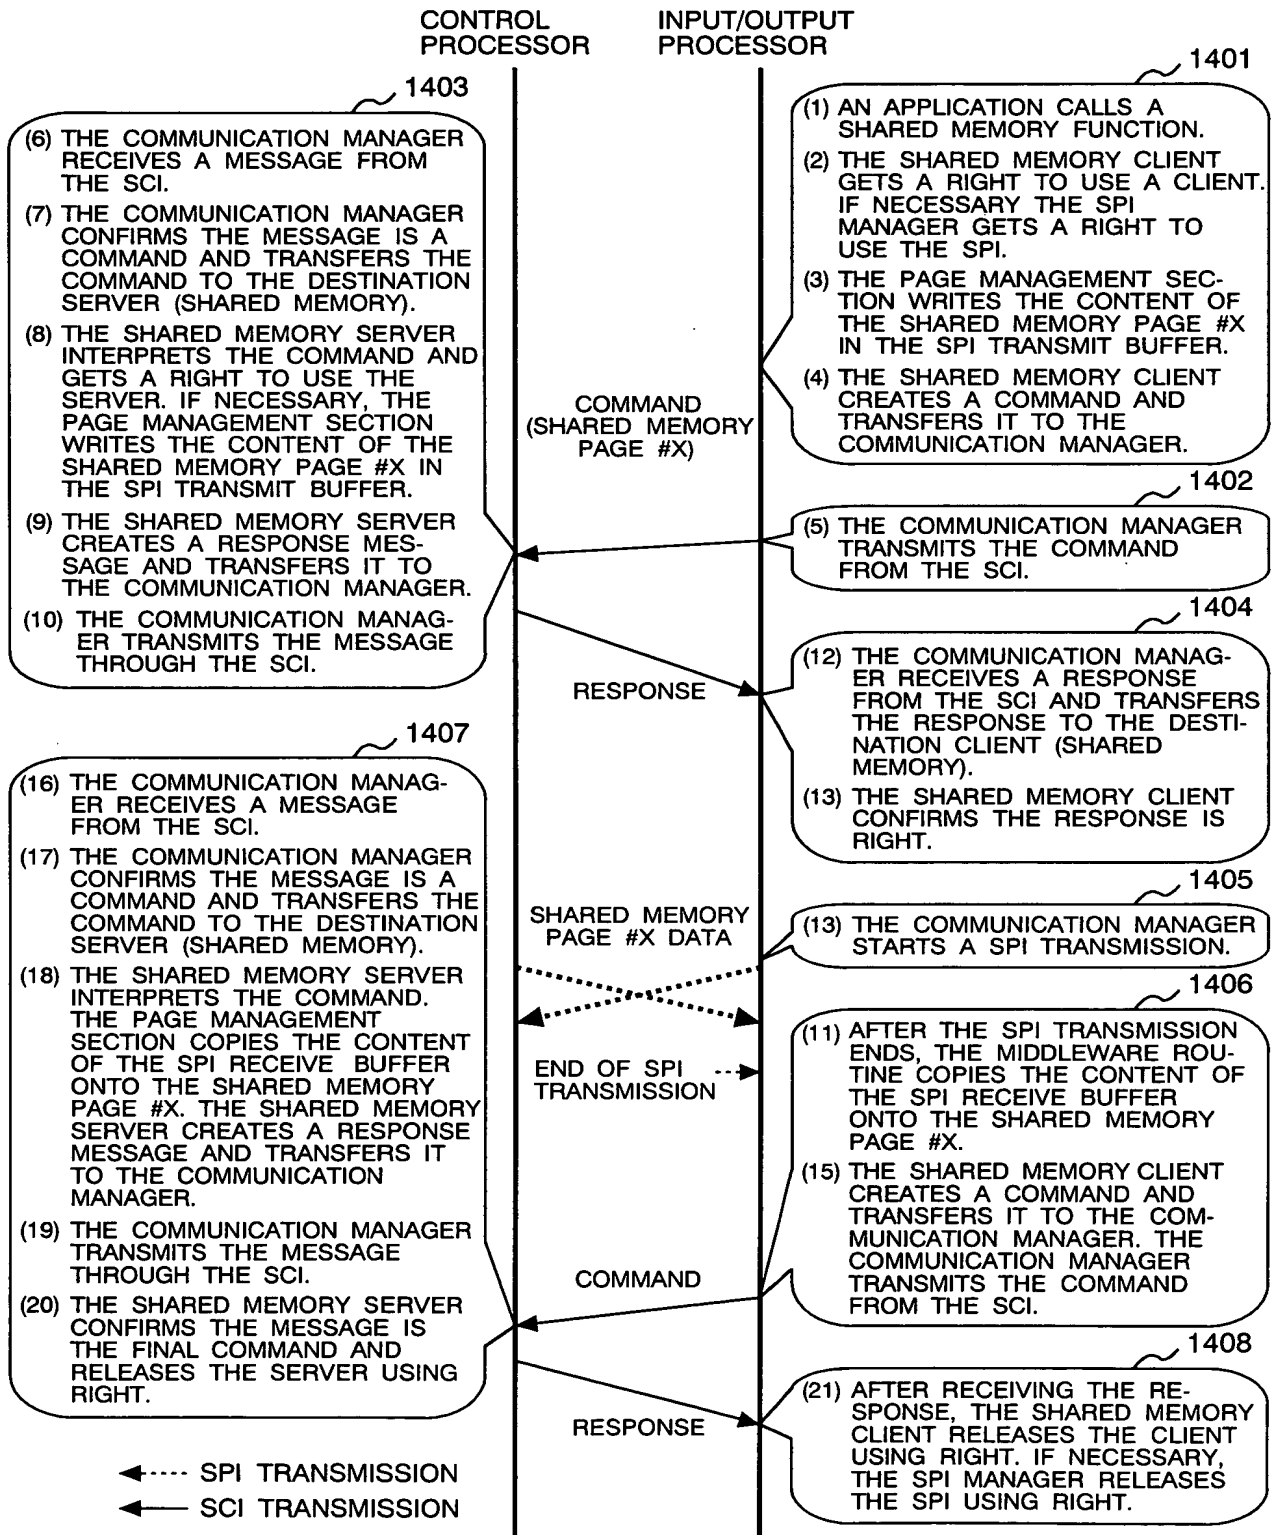 CONTROL
PROCESSOR
INPUT/OUTPUT
PROCESSOR
1401
(1) AN APPLICATION CALLS A
SHARED MEMORY FUNCTION.
(2) THE SHARED MEMORY CLIENT
GETS A RIGHT TO USE A CLIENT.
IF NECESSARY THE SPI
MANAGER GETS A RIGHT TO
USE THE SPI.
(3) THE PAGE MANAGEMENT SEC-
TION WRITES THE CONTENT OF
THE SHARED MEMORY PAGE #X
IN THE SPI TRANSMIT BUFFER.
(4) THE SHARED MEMORY CLIENT
CREATES A COMMAND AND
TRANSFERS IT TO THE
COMMUNICATION MANAGER.
1402
(5) THE COMMUNICATION MANAGER
TRANSMITS THE COMMAND
FROM THE SCI.
COMMAND
(SHARED MEMORY
PAGE #X)
1403
(6) THE COMMUNICATION MANAGER
RECEIVES A MESSAGE FROM
THE SCI.
(7) THE COMMUNICATION MANAGER
CONFIRMS THE MESSAGE IS A
COMMAND AND TRANSFERS THE
COMMAND TO THE DESTINATION
SERVER (SHARED MEMORY).
(8) THE SHARED MEMORY SERVER
INTERPRETS THE COMMAND AND
GETS A RIGHT TO USE THE
SERVER. IF NECESSARY, THE
PAGE MANAGEMENT SECTION
WRITES THE CONTENT OF THE
SHARED MEMORY PAGE #X IN
THE SPI TRANSMIT BUFFER.
(9) THE SHARED MEMORY SERVER
CREATES A RESPONSE MES-
SAGE AND TRANSFERS IT TO
THE COMMUNICATION MANAGER.
(10) THE COMMUNICATION MANAG-
ER TRANSMITS THE MESSAGE
THROUGH THE SCI.
RESPONSE
1404
(12) THE COMMUNICATION MANAG-
ER RECEIVES A RESPONSE
FROM THE SCI AND TRANSFERS
THE RESPONSE TO THE DESTI-
NATION CLIENT (SHARED
MEMORY).
(13) THE SHARED MEMORY CLIENT
CONFIRMS THE RESPONSE IS
RIGHT.
1405
(13) THE COMMUNICATION MANAGER
STARTS A SPI TRANSMISSION.
SHARED MEMORY
PAGE #X DATA
END OF SPI
TRANSMISSION
1406
(11) AFTER THE SPI TRANSMISSION
ENDS, THE MIDDLEWARE ROU-
TINE COPIES THE CONTENT OF
THE SPI RECEIVE BUFFER
ONTO THE SHARED MEMORY
PAGE #X.
(15) THE SHARED MEMORY CLIENT
CREATES A COMMAND AND
TRANSFERS IT TO THE COM-
MUNICATION MANAGER. THE
COMMUNICATION MANAGER
TRANSMITS THE COMMAND
FROM THE SCI.
COMMAND
1407
(16) THE COMMUNICATION MANAG-
ER RECEIVES A MESSAGE
FROM THE SCI.
(17) THE COMMUNICATION MANAGER
CONFIRMS THE MESSAGE IS A
COMMAND AND TRANSFERS THE
COMMAND TO THE DESTINATION
SERVER (SHARED MEMORY).
(18) THE SHARED MEMORY SERVER
INTERPRETS THE COMMAND.
THE PAGE MANAGEMENT
SECTION COPIES THE CONTENT
OF THE SPI RECEIVE BUFFER
ONTO THE SHARED MEMORY
PAGE #X. THE SHARED MEMORY
SERVER CREATES A RESPONSE
MESSAGE AND TRANSFERS IT
TO THE COMMUNICATION
MANAGER.
(19) THE COMMUNICATION MANAGER
TRANSMITS THE MESSAGE
THROUGH THE SCI.
(20) THE SHARED MEMORY SERVER
CONFIRMS THE MESSAGE IS
THE FINAL COMMAND AND
RELEASES THE SERVER USING
RIGHT.
RESPONSE
1408
(21) AFTER RECEIVING THE RE-
SPONSE, THE SHARED MEMORY
CLIENT RELEASES THE CLIENT
USING RIGHT. IF NECESSARY,
THE SPI MANAGER RELEASES
THE SPI USING RIGHT.
SPI TRANSMISSION
SCI TRANSMISSION